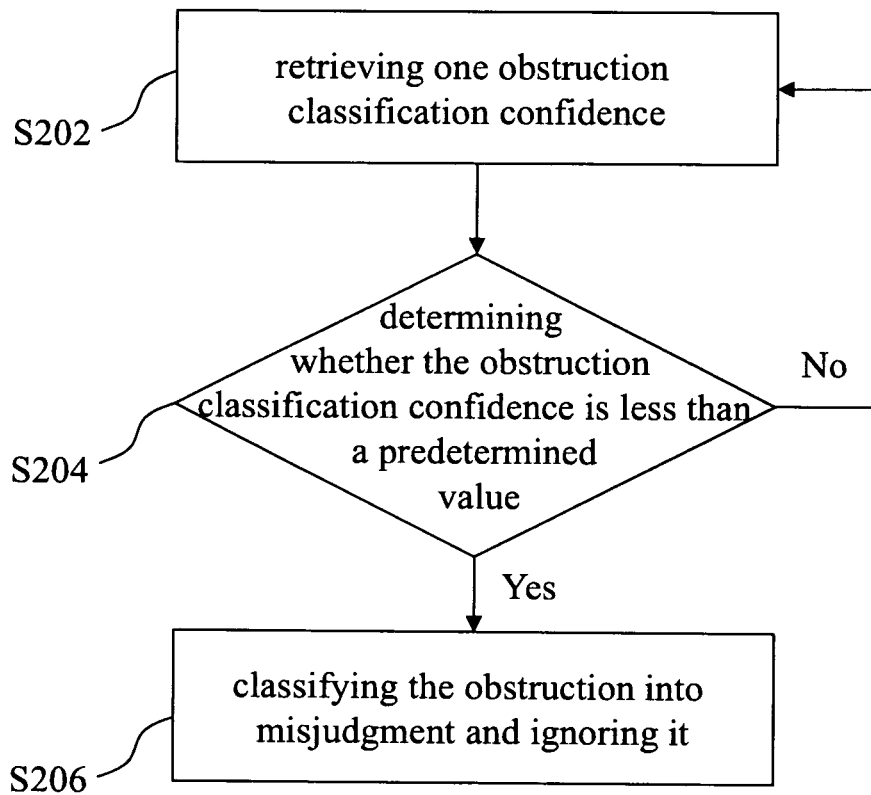 retrieving one obstruction
classification confidence
S202
determining
whether the obstruction
classification confidence is less than
a predetermined
value
No
S204
Yes
classifying the obstruction into
misjudgment and ignoring it
S206